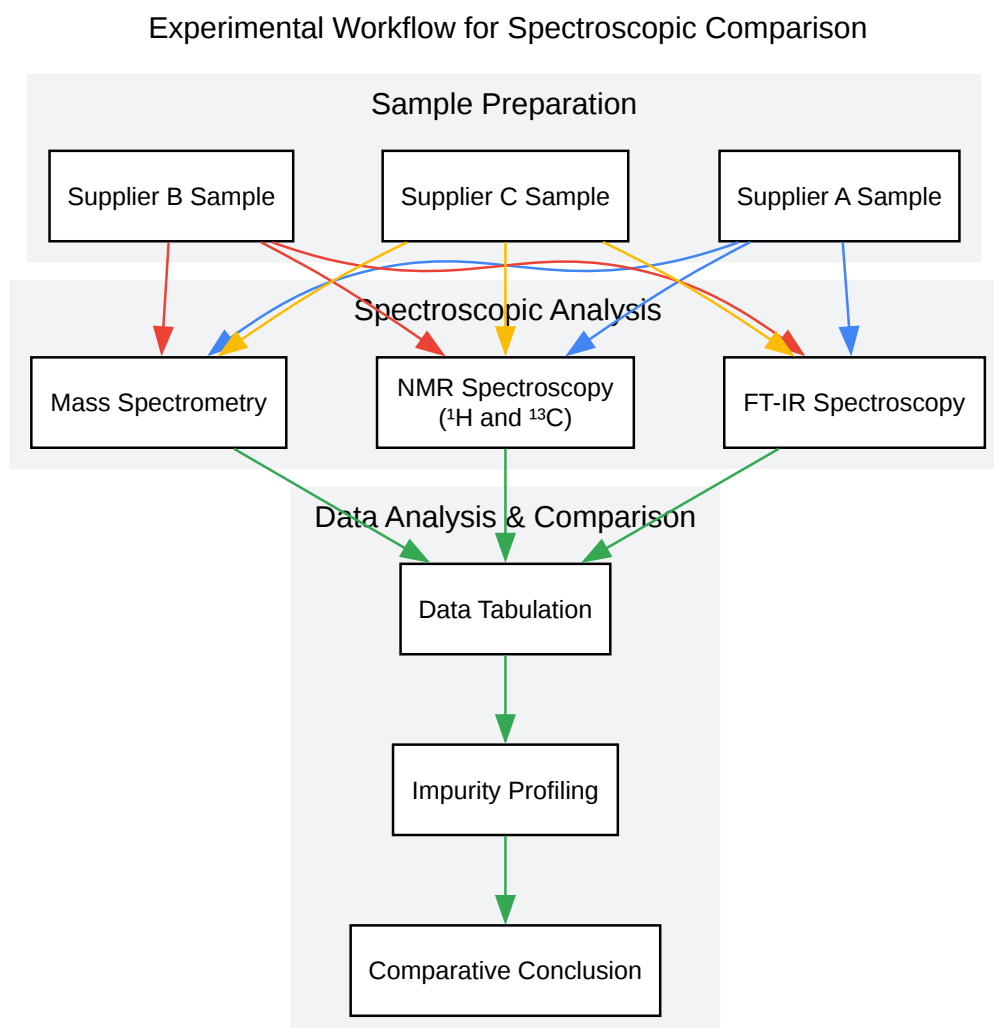 Experimental Workflow for Spectroscopic Comparison
Sample Preparation
Supplier B Sample
Supplier C Sample
Supplier A Sample
Spectroscopic Analysis
Mass Spectrometry
NMR Spectroscopy
(¹H and ¹³C)
FT-IR Spectroscopy
Data Analysis & Comparison
Data Tabulation
Impurity Profiling
Comparative Conclusion